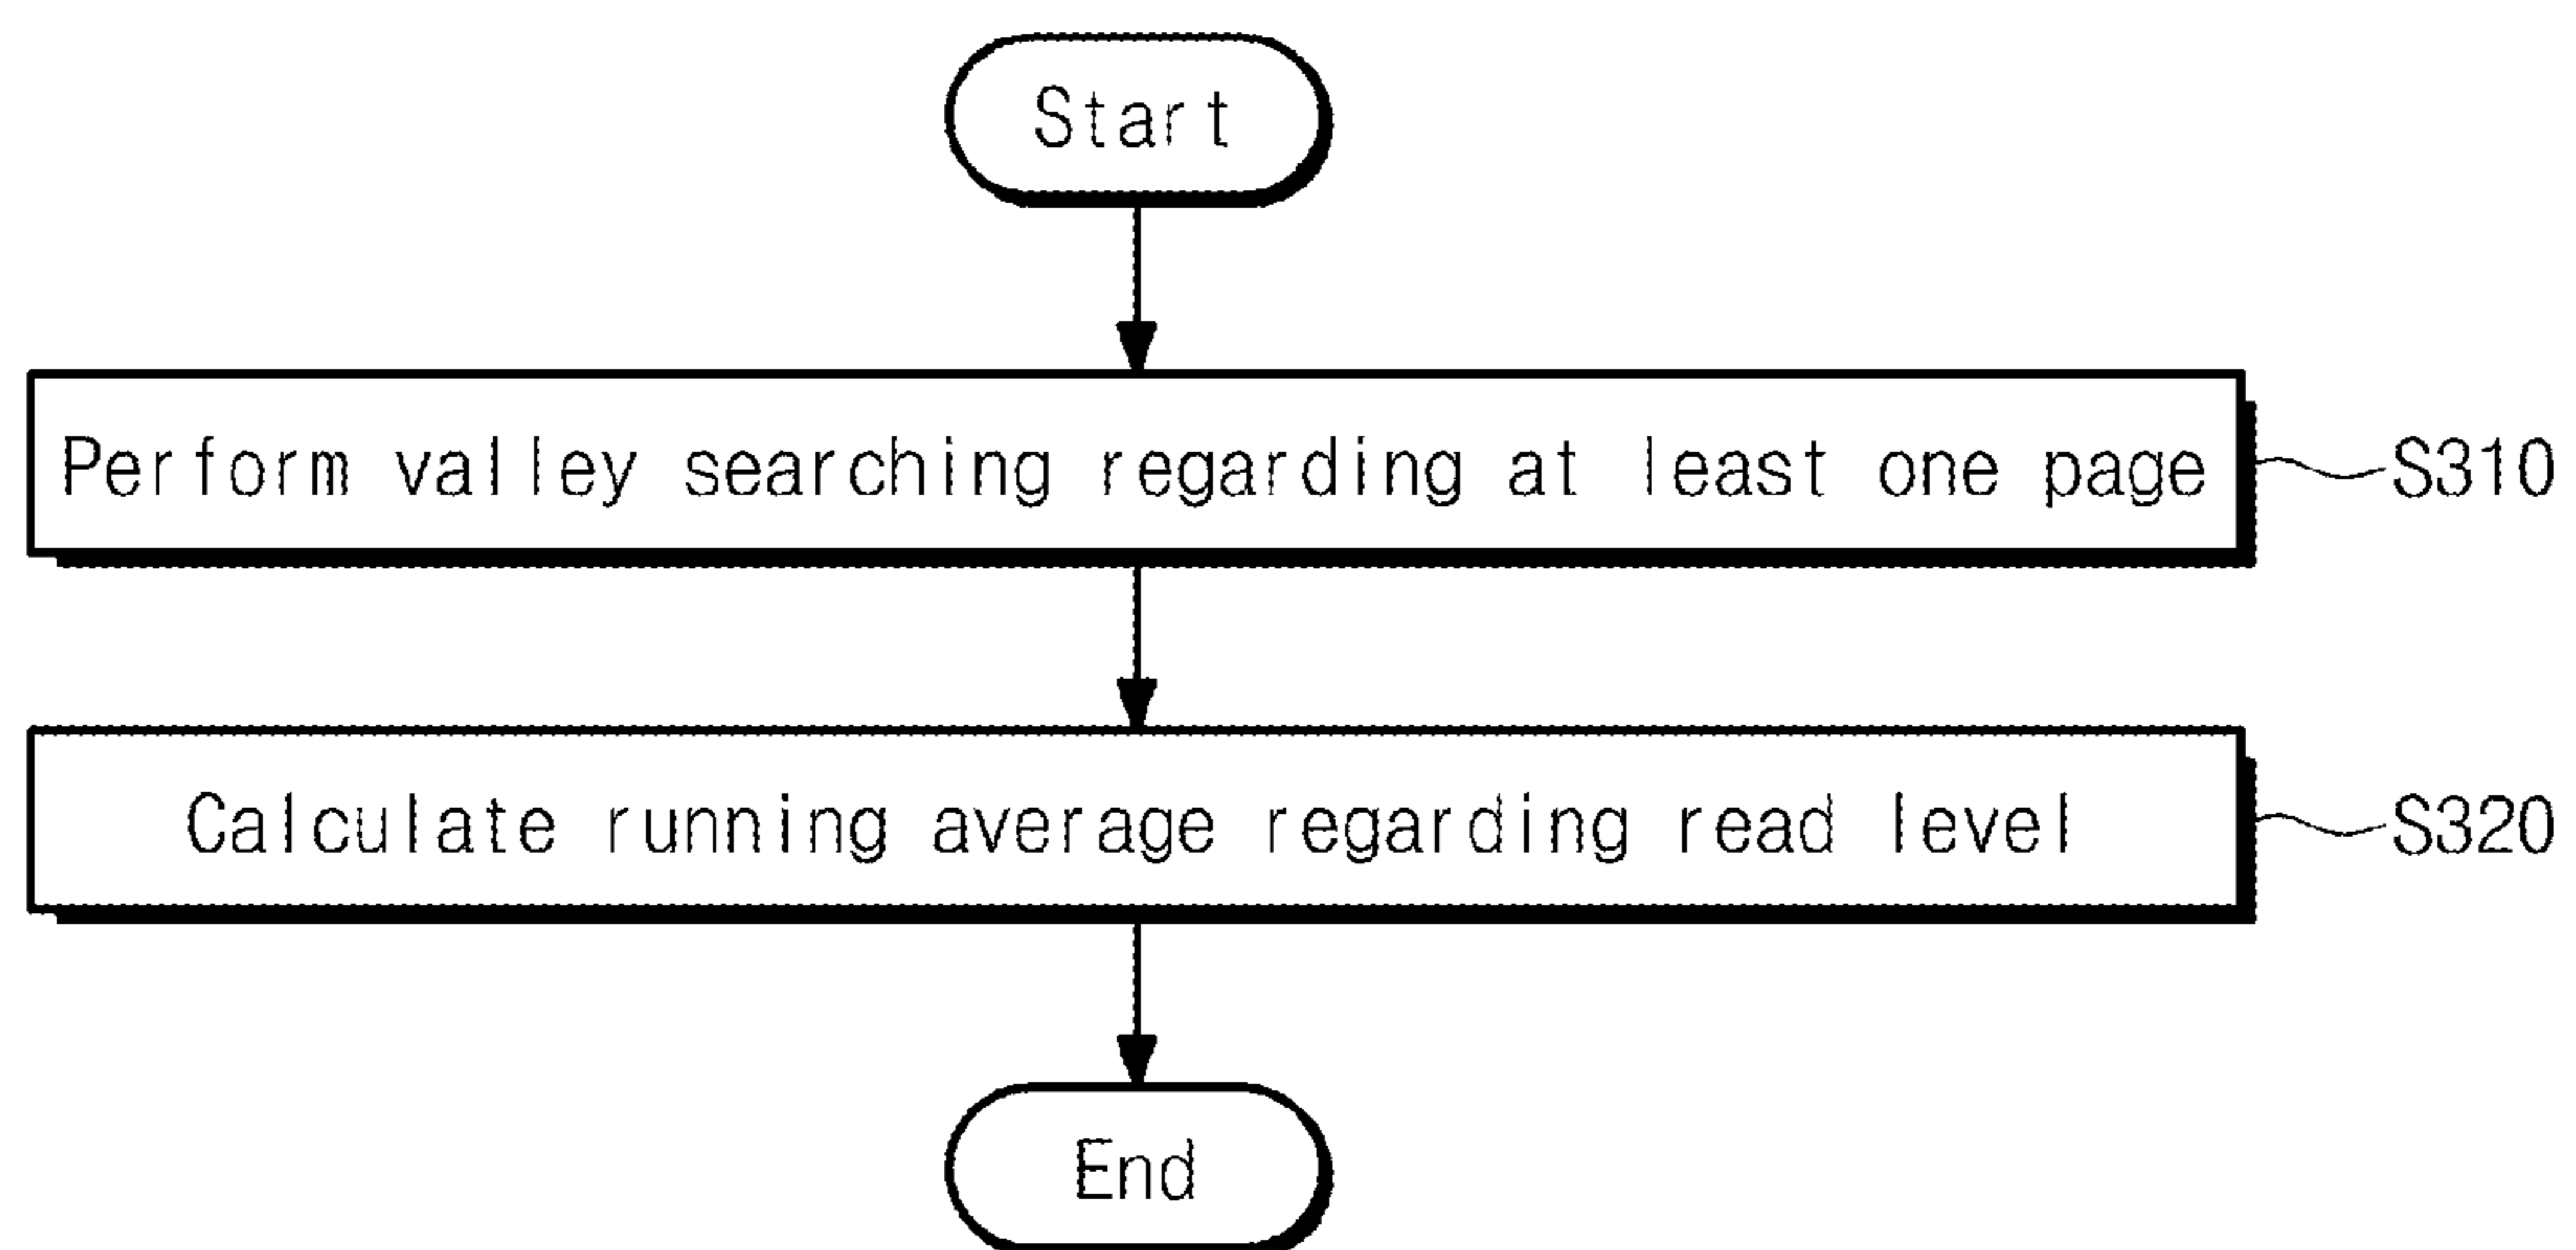 Start
Perform valley searching regarding at least one page S310
Calculate running average regarding read level S320
End